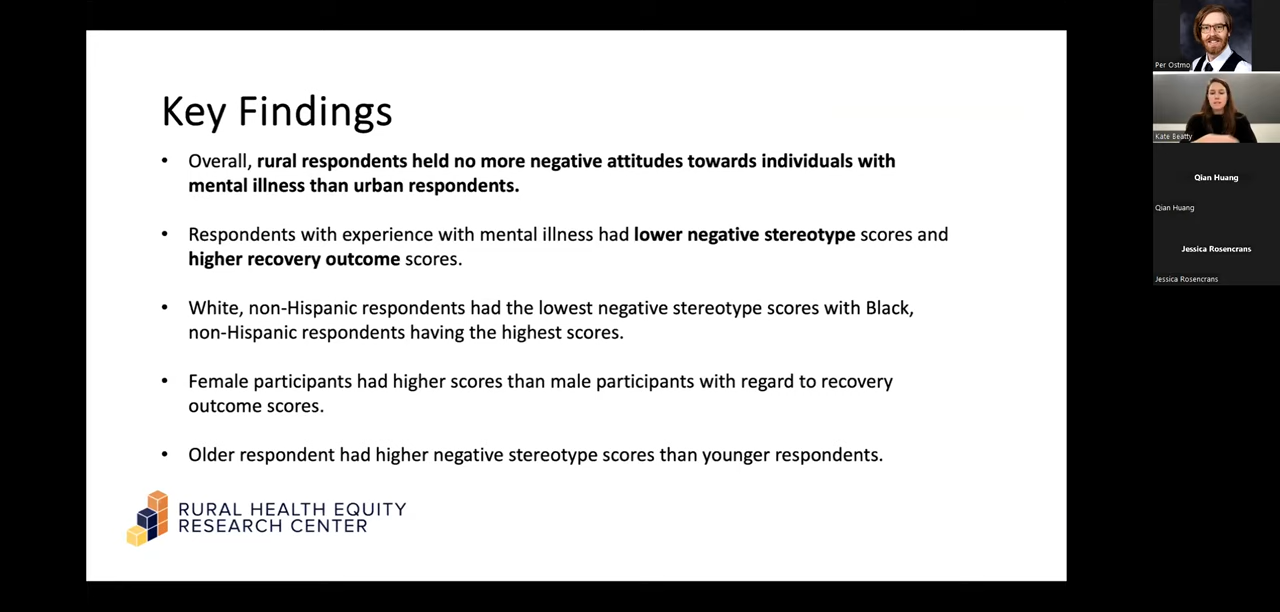 Key Findings
• Overall, rural respondents held no more negative attitudes towards individuals with
mental illness than urban respondents.
• Respondents with experience with mental illness had lower negative stereotype scores and
higher recovery outcome scores.
• White, non-Hispanic respondents had the lowest negative stereotype scores with Black,
non-Hispanic respondents having the highest scores.
• Female participants had higher scores than male participants with regard to recovery
outcome scores.
• Older respondent had higher negative stereotype scores than younger respondents.
RURAL HEALTH EQUITY
RESEARCH CENTER
Per Ostmo
Kate Beatty
Qian Huang
Qian Huang
Jessica Rosencrans
Jessica Rosencrans